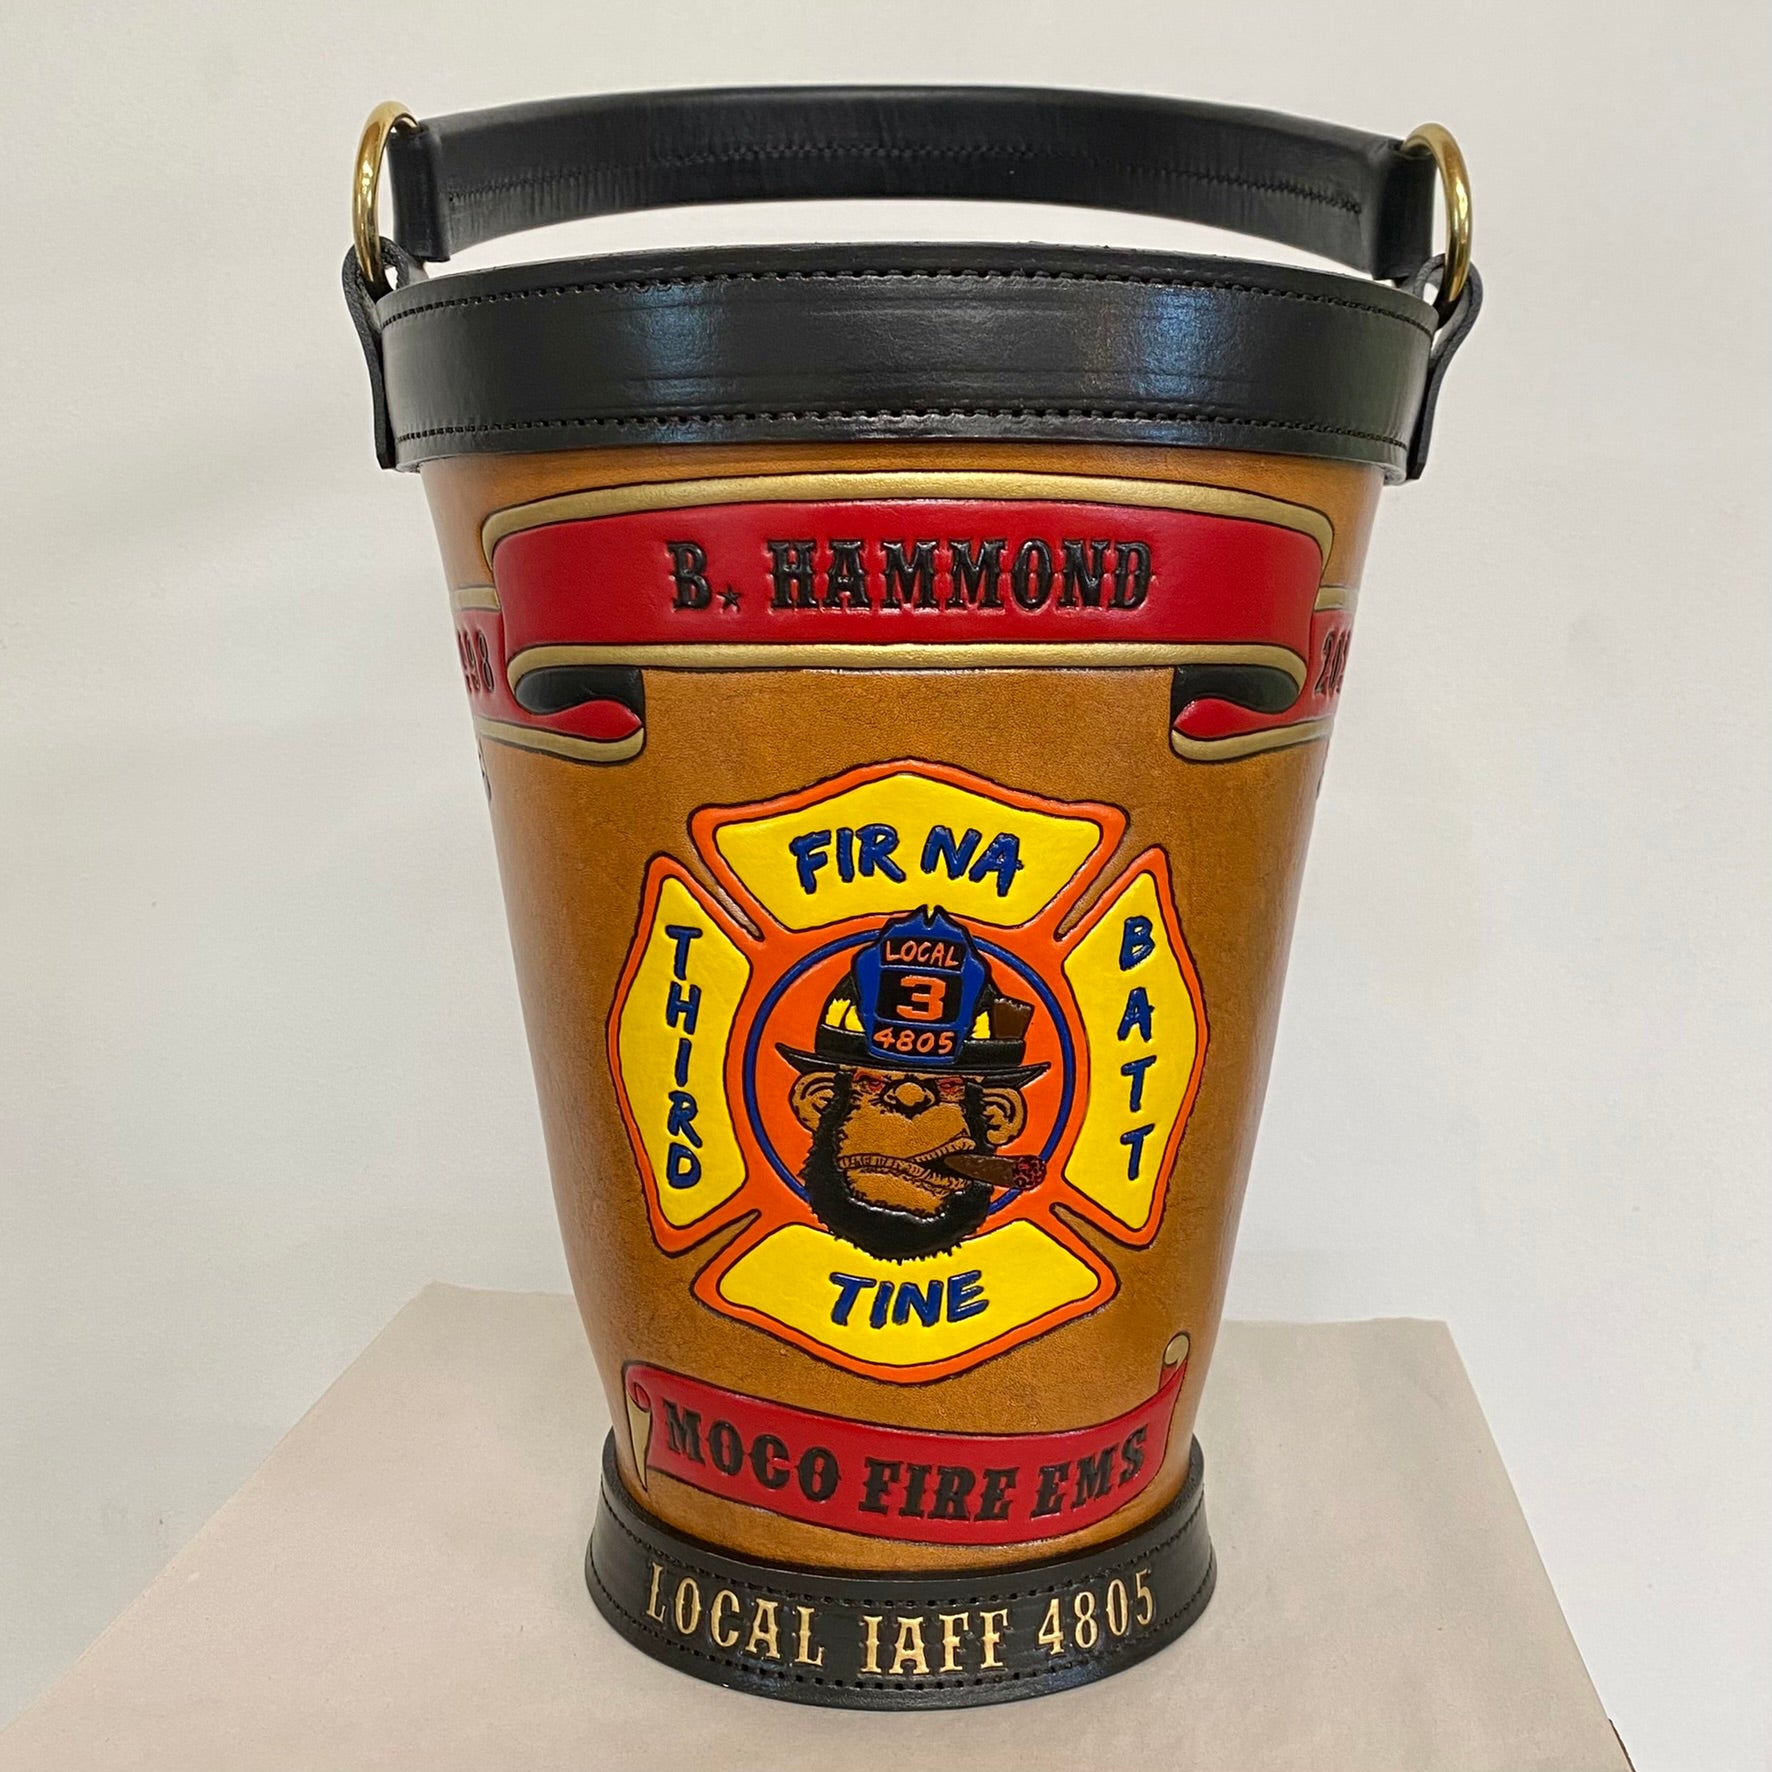 B. HAMMOND
FIR NA
THIRD
BATT
LOCAL
3
4805
TINE
MOCO FIRE EMS
LOCAL IAFF 4805